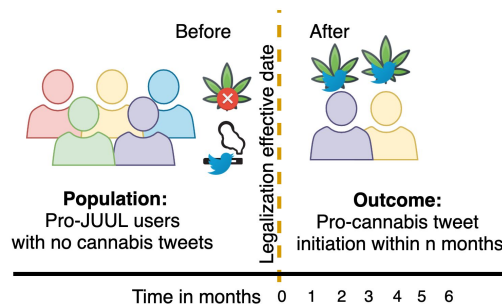 Before
After
Legalization effective date
Population:
Pro-JUUL users
with no cannabis tweets
Outcome:
Pro-cannabis tweet
initiation within n months
Time in months 0 1 2 3 4 5 6